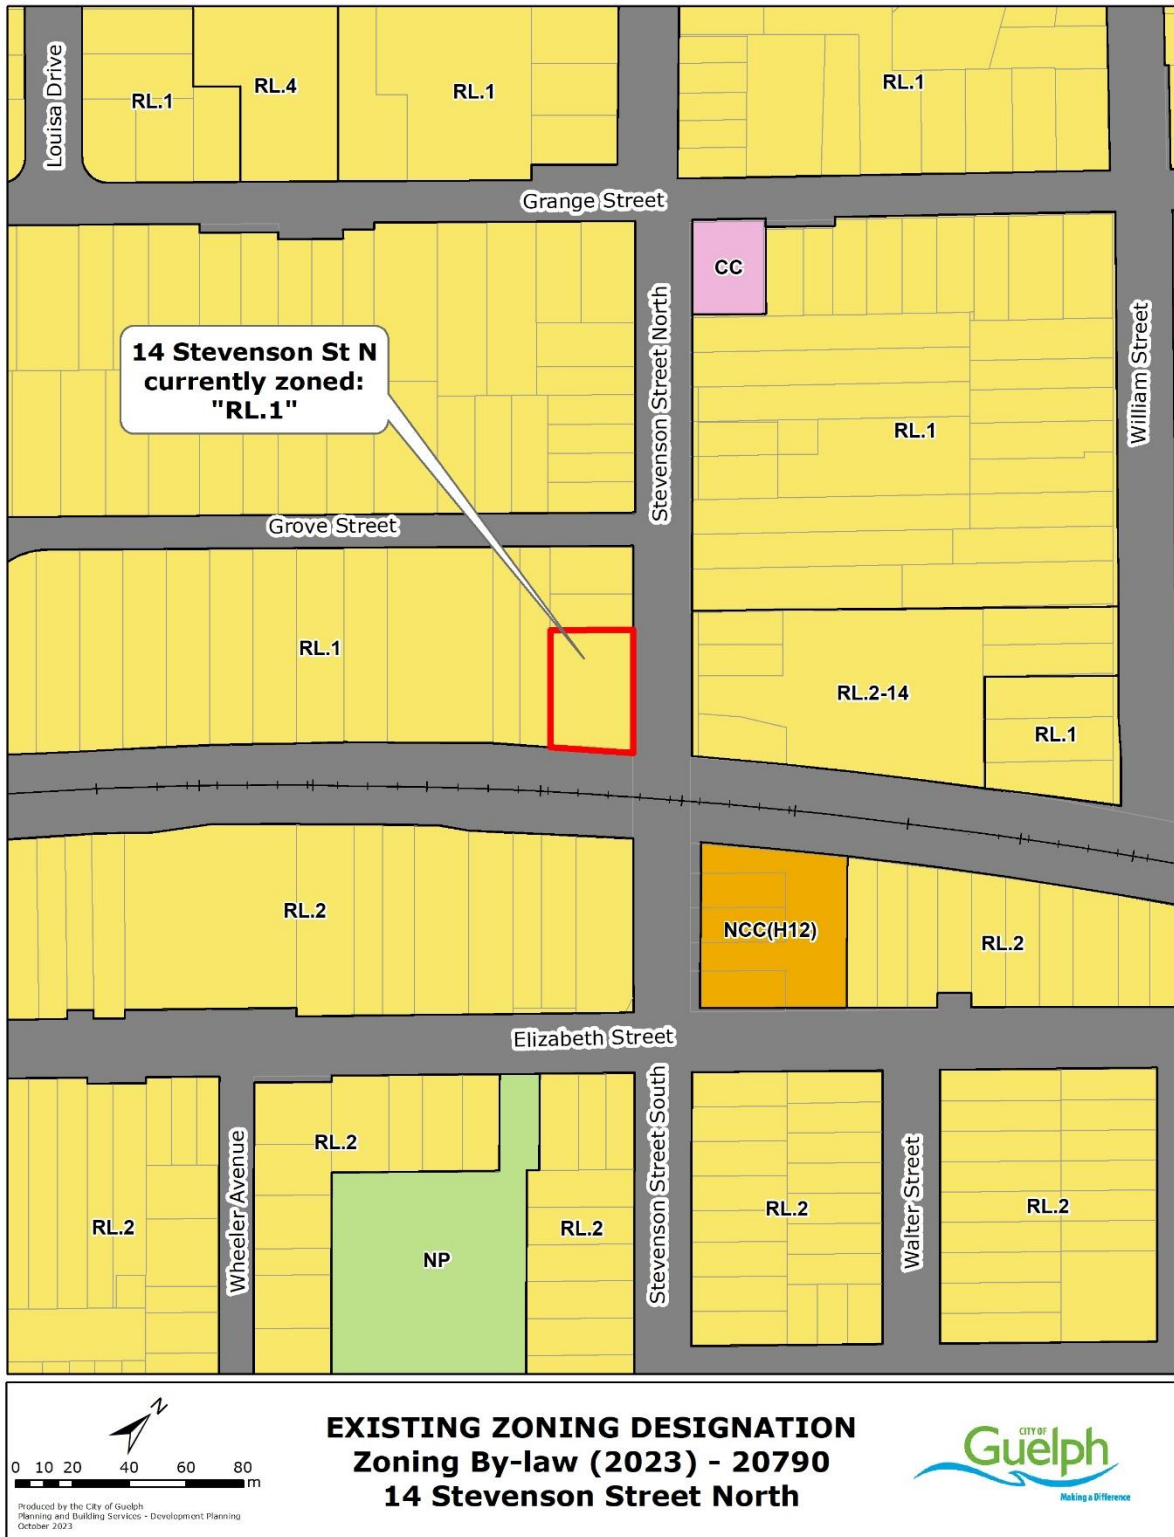 Louisa Drive
RL.1
RL.4
RL.1
RL.1
Grange Street
CC
Stevenson Street North
William Street
14 Stevenson St N
currently zoned:
"RL.1"
RL.1
Grove Street
RL.1
RL.2-14
RL.1
RL.2
NCC(H12)
RL.2
Elizabeth Street
Wheeler Avenue
RL.2
Stevenson Street South
Walter Street
RL.2
NP
RL.2
RL.2
RL.2
N
0 10 20 40 60 80
m
Produced by the City of Guelph
Planning and Building Services - Development Planning
October 2023
EXISTING ZONING DESIGNATION
Zoning By-law (2023) - 20790
14 Stevenson Street North
CITY OF
Guelph
Making a Difference